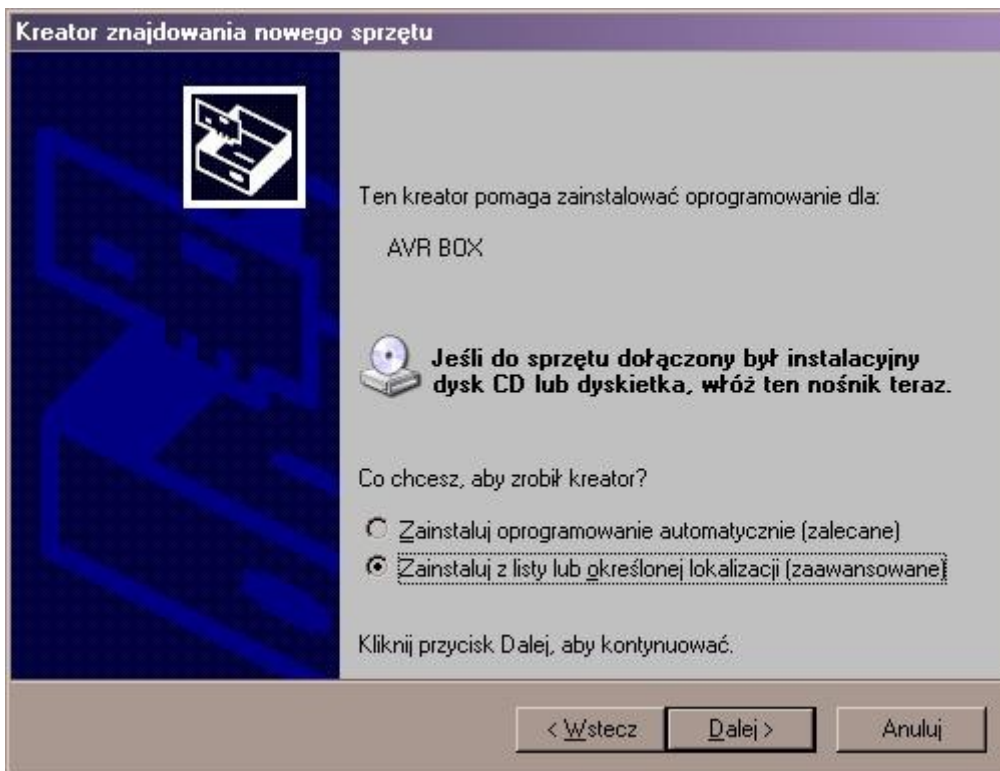 Kreator znajdowania nowego sprzętu
Ten kreator pomaga zainstalować oprogramowanie dla:
AVR BOX
Jeśli do sprzętu dołączony był instalacyjny
dysk CD lub dyskietka, włóż ten nośnik teraz.
Co chcesz, aby zrobił kreator?
Zainstaluj oprogramowanie automatycznie (zalecane)
Zainstaluj z listy lub określonej lokalizacji (zaawansowane)
Kliknij przycisk Dalej, aby kontynuować.
< Wstecz
Dalej >
Anuluj